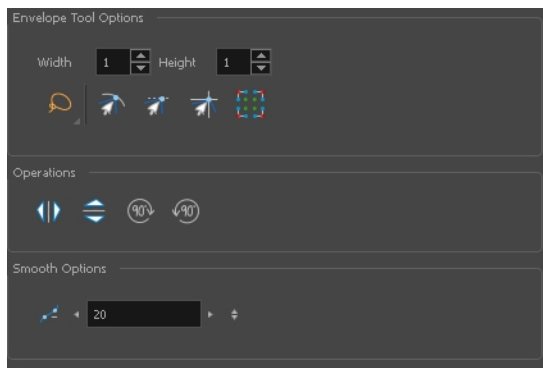 Envelope Tool Options
Width 1 Height 1
Operations
90° 90°
Smooth Options
20